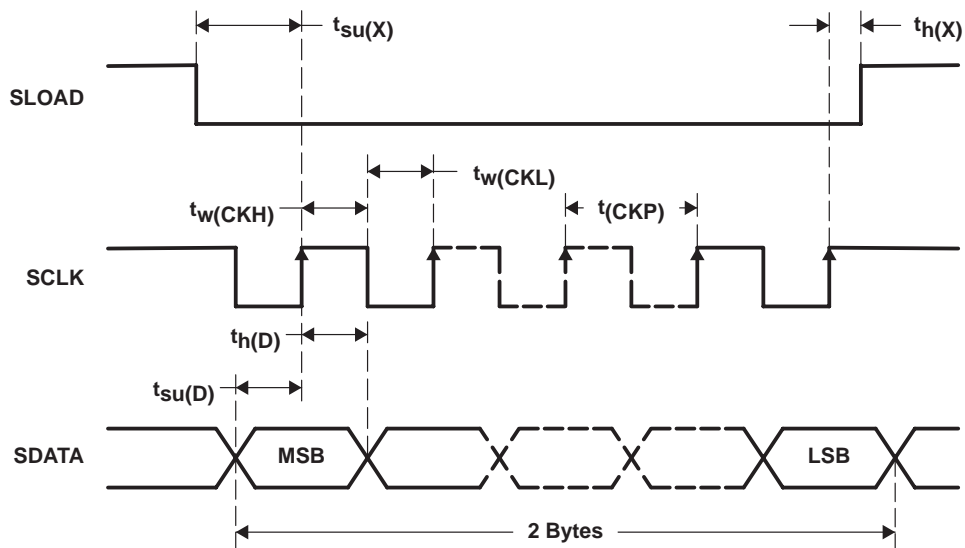 tsu(X)
th(X)
SLOAD
tw(CKL)
tw(CKH)
t(CKP)
SCLK
th(D)
tsu(D)
SDATA
MSB
LSB
2 Bytes